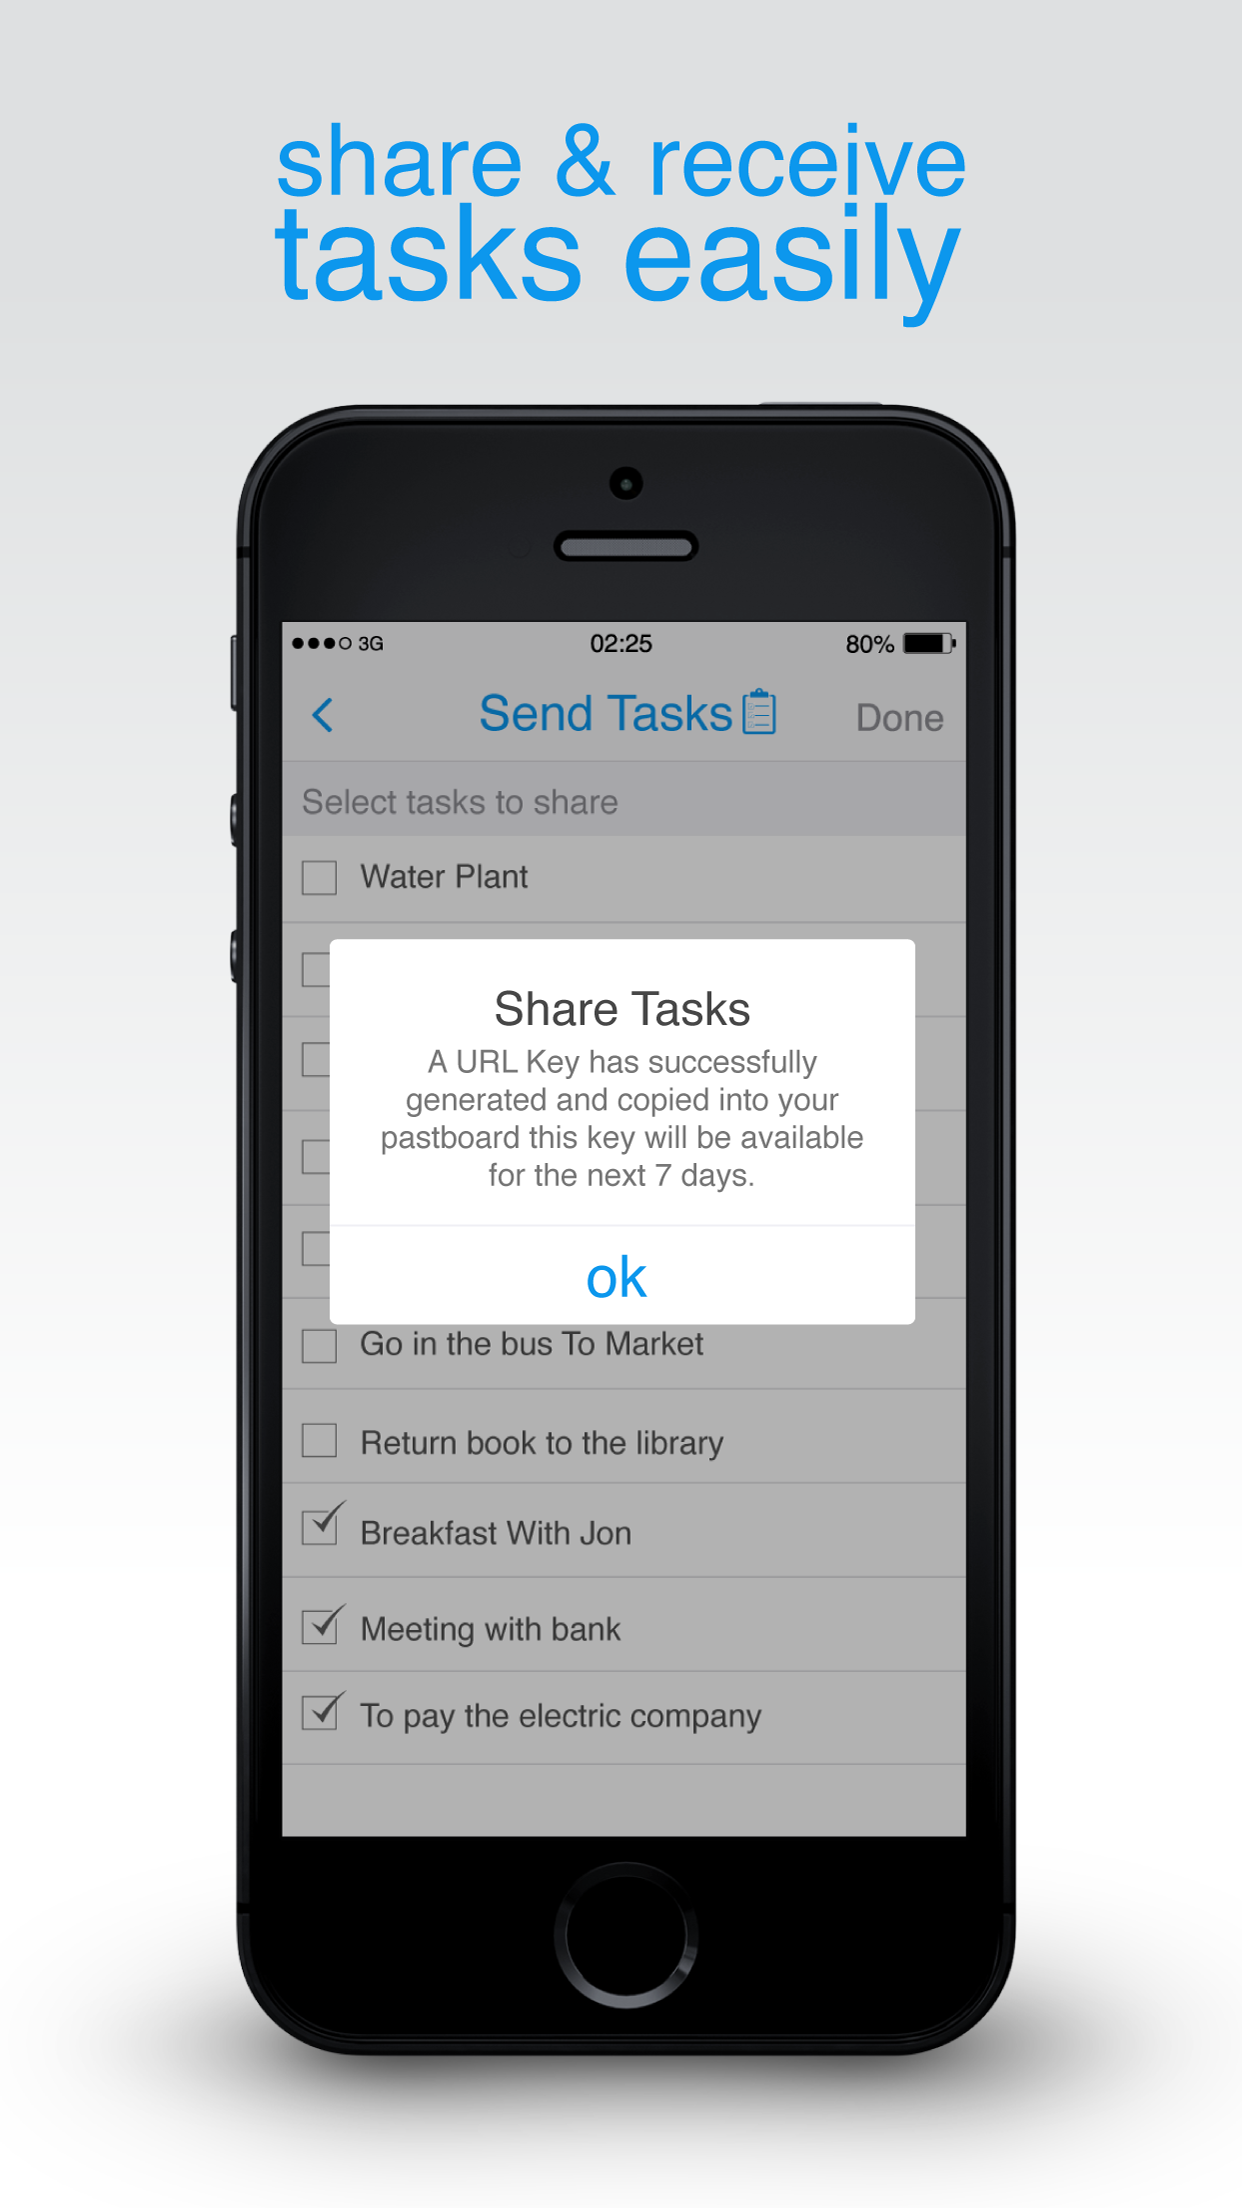 share & receive
tasks easily
3G 02:25 80%
Send Tasks Done
Select tasks to share
Water Plant
Share Tasks
A URL Key has successfully
generated and copied into your
pastboard this key will be available
for the next 7 days.
ok
Go in the bus To Market
Return book to the library
Breakfast With Jon
Meeting with bank
To pay the electric company